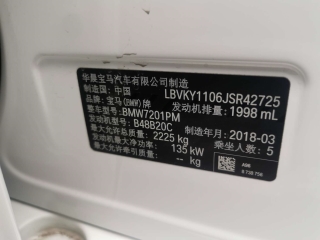 华晨宝马汽车有限公司制造
制造国: 中国 LBVKY1106JSR42725
品牌: 宝马(BMW)牌 发动机排量: 1998 mL
整车型号: BMW7201PM
发动机型号: B48B20C 制造年月: 2018-03
最大允许总质量: 2225 kg 乘坐人数: 5
发动机最大净功率: 135 kW
最大允许牵引质量: -- kg